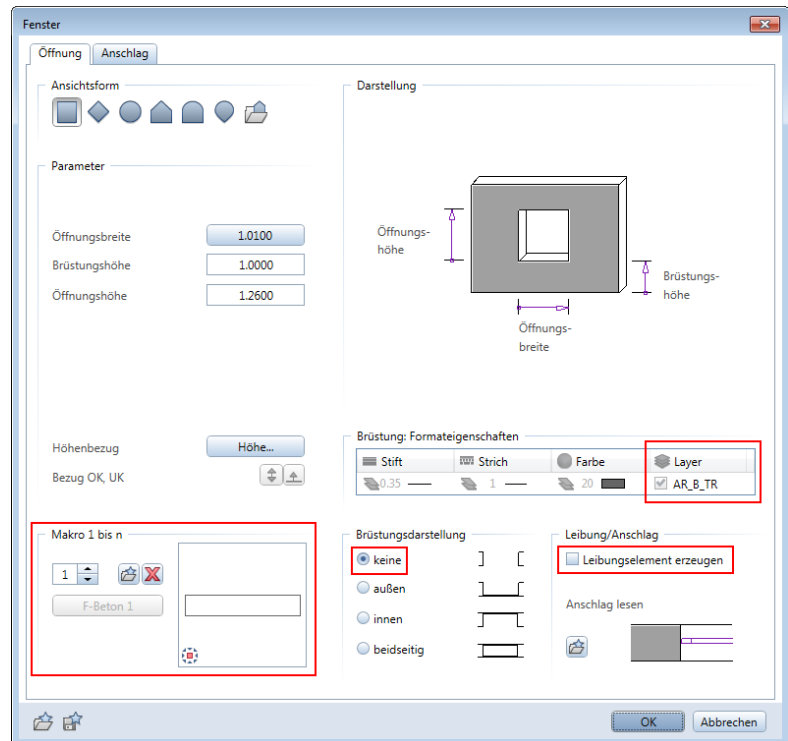 Fenster
Öffnung
Anschlag
Ansichtsform
Darstellung
Parameter
Öffnungsbreite
1.0100
Brüstungshöhe
1.0000
Öffnungshöhe
1.2600
Öffnungs-
höhe
Brüstungs-
höhe
Öffnungs-
breite
Höhenbezug
Höhe...
Bezug OK, UK
Brüstung: Formateigenschaften
Stift
Strich
Farbe
Layer
0.35
1
20
AR_B_TR
Makro 1 bis n
1
F-Beton 1
Brüstungsdarstellung
keine
außen
innen
beidseitig
Leibung/Anschlag
Leibungselement erzeugen
Anschlag lesen
OK
Abbrechen